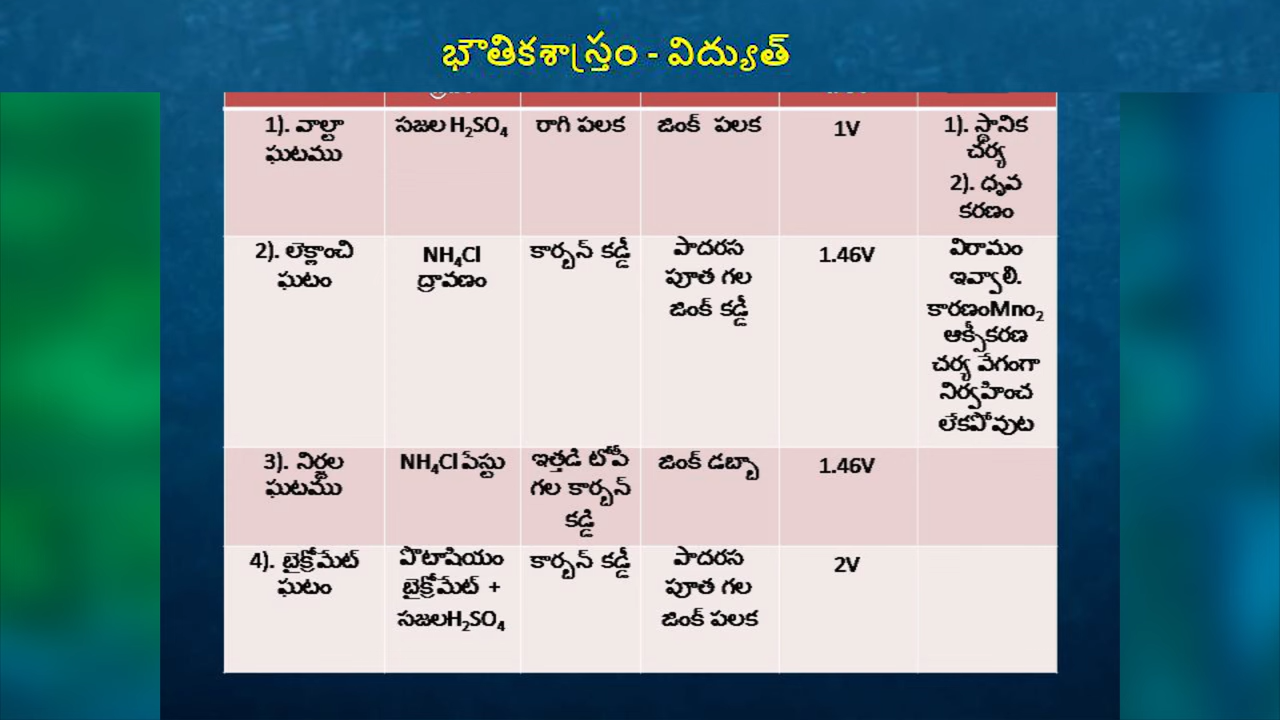 భౌతికశాస్త్రం - విద్యుత్
1). వాల్టా
ఘటము
సజల H₂SO₄
రాగి పలక
జింక్ పలక
1V
1). స్థానిక
చర్య
2). ధృవ
కరణం
2). లెక్లాంచి
ఘటం
NH₄Cl
ద్రావణం
కార్బన్ కడ్డీ
పాదరస
పూత గల
జింక్ కడ్డీ
1.46V
విరామం
ఇవ్వాలి.
కారణంMno₂
ఆక్సీకరణ
చర్య వేగంగా
నిర్వహించ
లేకపోవుట
3). నిర్జల
ఘటము
NH₄Cl పేస్టు
ఇత్తడి టోపీ
గల కార్బన్
కడ్డి
జింక్ డబ్బా
1.46V
4). బైక్రోమేట్
ఘటం
పొటాషియం
బైక్రోమేట్ +
సజలH₂SO₄
కార్బన్ కడ్డీ
పాదరస
పూత గల
జింక్ పలక
2V